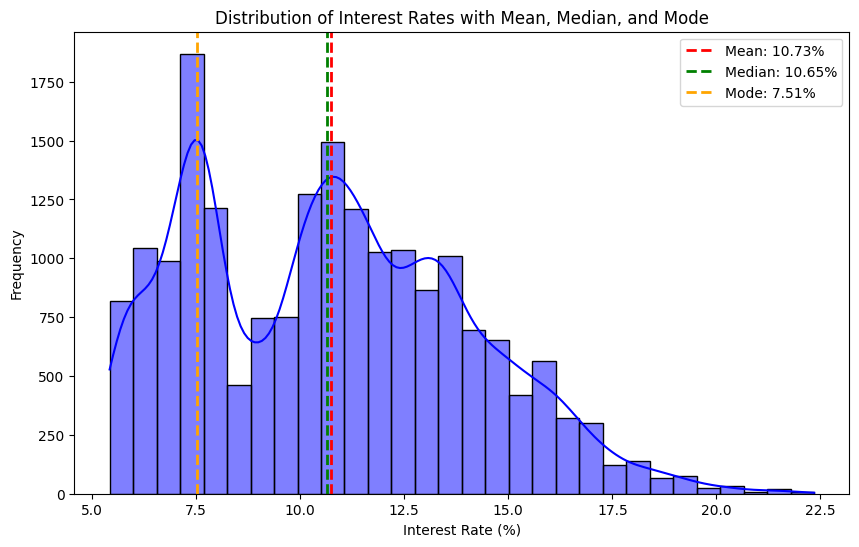 Distribution of Interest Rates with Mean, Median, and Mode
Mean: 10.73%
Median: 10.65%
Mode: 7.51%
1750
1500
1250
1000
750
500
250
0
Frequency
5.0 7.5 10.0 12.5 15.0 17.5 20.0 22.5
Interest Rate (%)